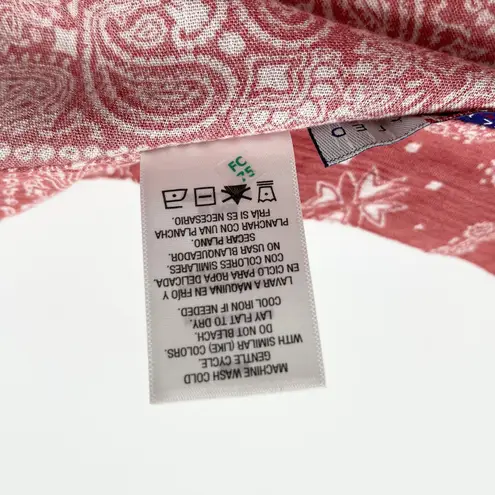 MACHINE WASH COLD
GENTLE CYCLE.
WITH SIMILAR (LIKE) COLORS.
DO NOT BLEACH.
LAY FLAT TO DRY.
COOL IRON IF NEEDED.
LAVAR A MÁQUINA EN FRÍO Y
EN CICLO PARA ROPA DELICADA.
CON COLORES SIMILARES.
NO USAR BLANQUEADOR.
SECAR PLANO.
PLANCHAR CON UNA PLANCHA
FRIA SI ES NECESARIO.
FC